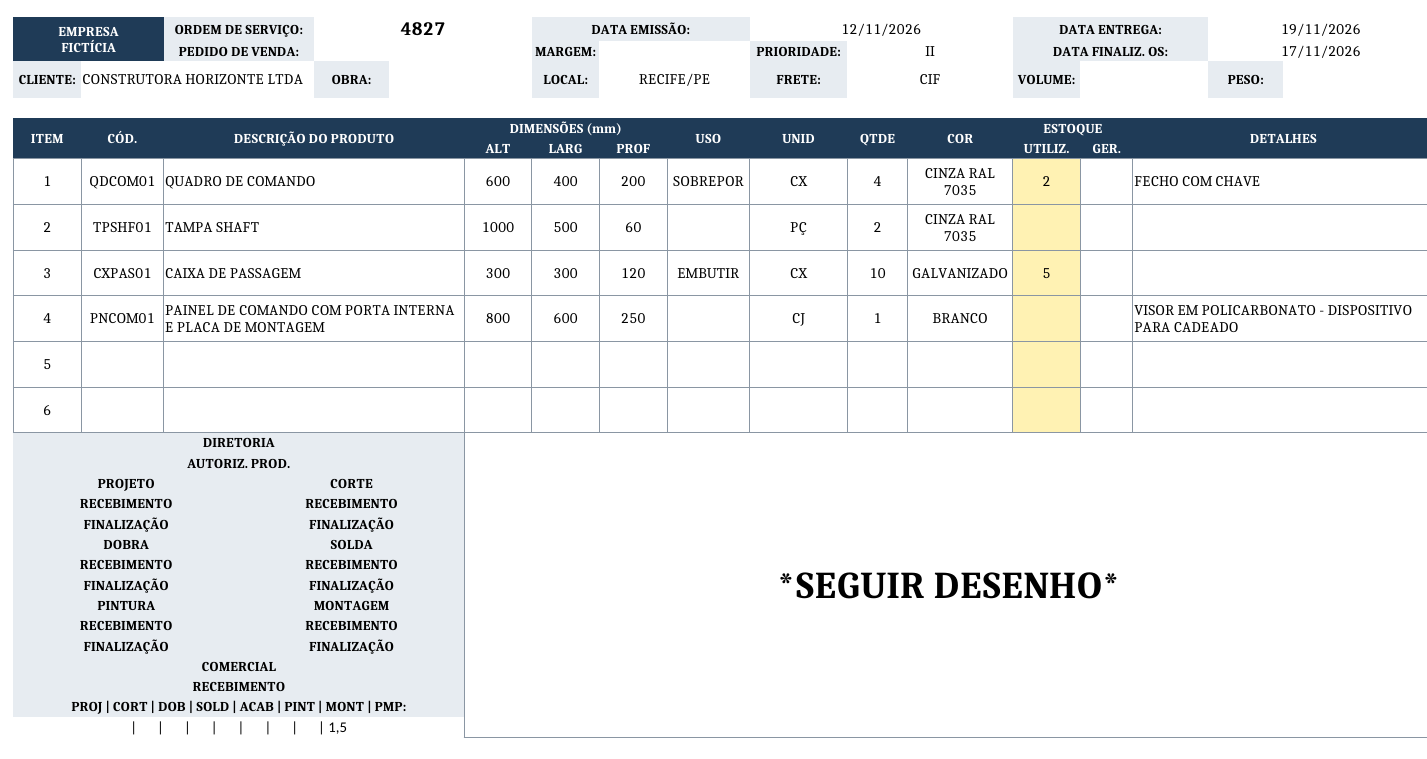 EMPRESA FICTÍCIA ORDEM DE SERVIÇO: 4827 DATA EMISSÃO: 12/11/2026 DATA ENTREGA: 19/11/2026
PEDIDO DE VENDA: MARGEM: PRIORIDADE: II DATA FINALIZ. OS: 17/11/2026
CLIENTE: CONSTRUTORA HORIZONTE LTDA OBRA: LOCAL: RECIFE/PE FRETE: CIF VOLUME: PESO:
ITEM CÓD. DESCRIÇÃO DO PRODUTO DIMENSÕES (mm) USO UNID QTDE COR ESTOQUE DETALHES
ALT LARG PROF UTILIZ. GER.
1 QDCOM01 QUADRO DE COMANDO 600 400 200 SOBREPOR CX 4 CINZA RAL 7035 2 FECHO COM CHAVE
2 TPSHF01 TAMPA SHAFT 1000 500 60 PÇ 2 CINZA RAL 7035
3 CXPAS01 CAIXA DE PASSAGEM 300 300 120 EMBUTIR CX 10 GALVANIZADO 5
4 PNCOM01 PAINEL DE COMANDO COM PORTA INTERNA E PLACA DE MONTAGEM 800 600 250 CJ 1 BRANCO VISOR EM POLICARBONATO - DISPOSITIVO PARA CADEADO
5
6
DIRETORIA
AUTORIZ. PROD.
PROJETO CORTE
RECEBIMENTO RECEBIMENTO
FINALIZAÇÃO FINALIZAÇÃO
DOBRA SOLDA
RECEBIMENTO RECEBIMENTO
FINALIZAÇÃO FINALIZAÇÃO
PINTURA MONTAGEM
RECEBIMENTO RECEBIMENTO
FINALIZAÇÃO FINALIZAÇÃO
COMERCIAL
RECEBIMENTO
PROJ | CORT | DOB | SOLD | ACAB | PINT | MONT | PMP:
| | | | | | | | 1,5
*SEGUIR DESENHO*